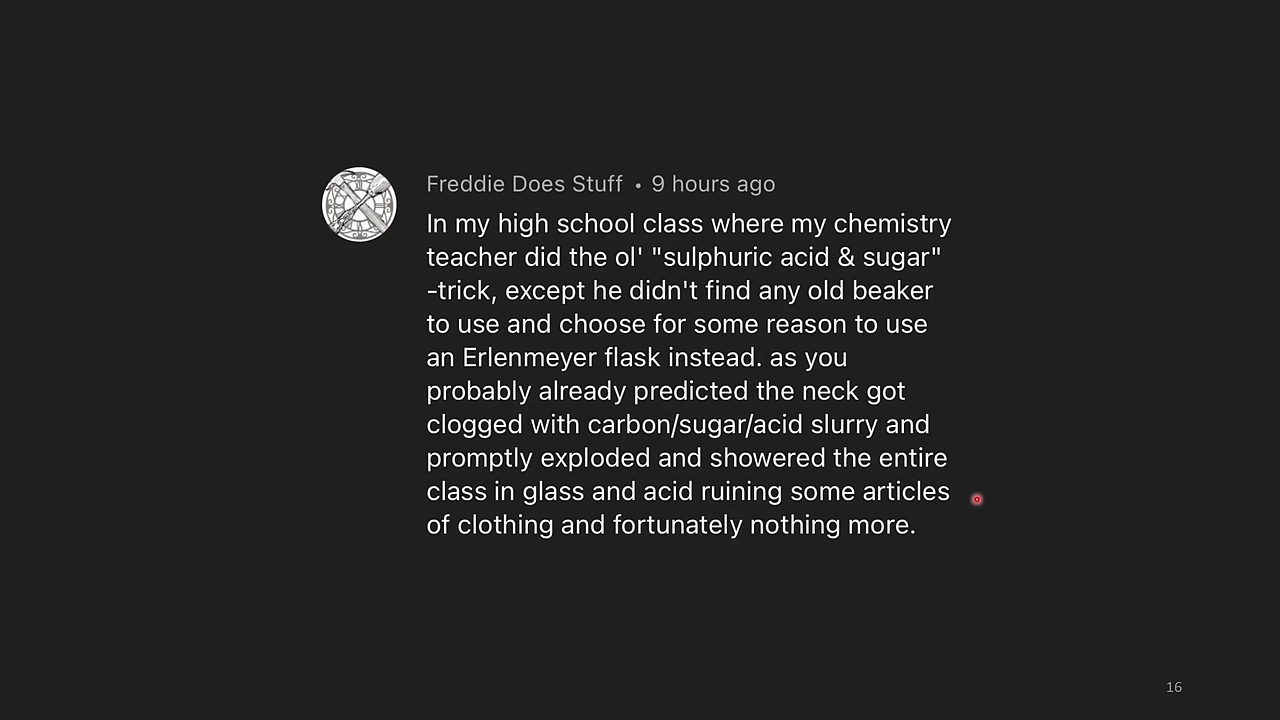 Freddie Does Stuff • 9 hours ago
In my high school class where my chemistry
teacher did the ol' "sulphuric acid & sugar"
-trick, except he didn't find any old beaker
to use and choose for some reason to use
an Erlenmeyer flask instead. as you
probably already predicted the neck got
clogged with carbon/sugar/acid slurry and
promptly exploded and showered the entire
class in glass and acid ruining some articles
of clothing and fortunately nothing more.
16